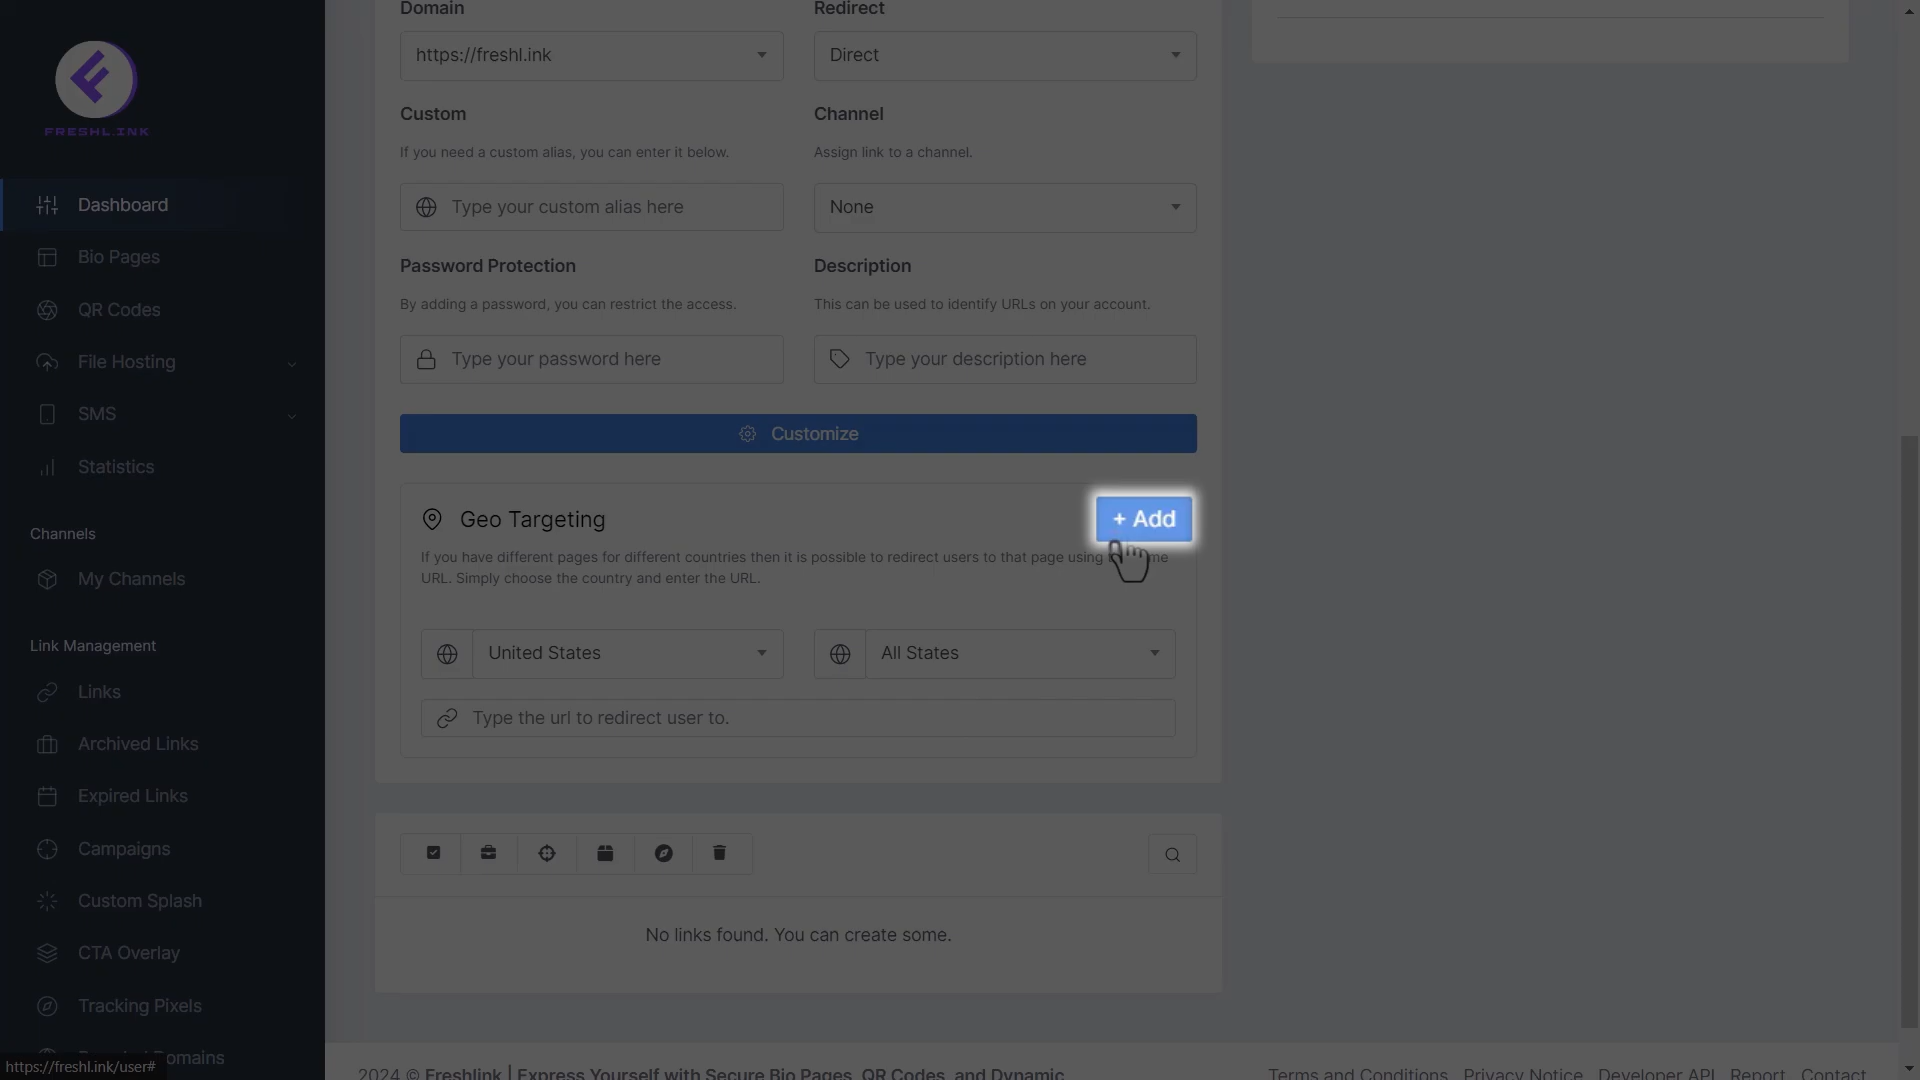 FRESHL.INK
Dashboard
Bio Pages
QR Codes
File Hosting
SMS
Statistics
Channels
My Channels
Link Management
Links
Archived Links
Expired Links
Campaigns
Custom Splash
CTA Overlay
Tracking Pixels
Domains
https://freshl.ink/user#
Domain
Redirect
https://freshl.ink
Direct
Custom
Channel
If you need a custom alias, you can enter it below.
Assign link to a channel.
Type your custom alias here
None
Password Protection
Description
By adding a password, you can restrict the access.
This can be used to identify URLs on your account.
Type your password here
Type your description here
Customize
Geo Targeting
+ Add
If you have different pages for different countries then it is possible to redirect users to that page using
URL. Simply choose the country and enter the URL.
United States
All States
Type the url to redirect user to.
No links found. You can create some.
2024 © Freshlink | Express Yourself with Secure Bio Pages, QR Codes, and Dynamic
Terms and Conditions Privacy Notice Developer API Report Contact